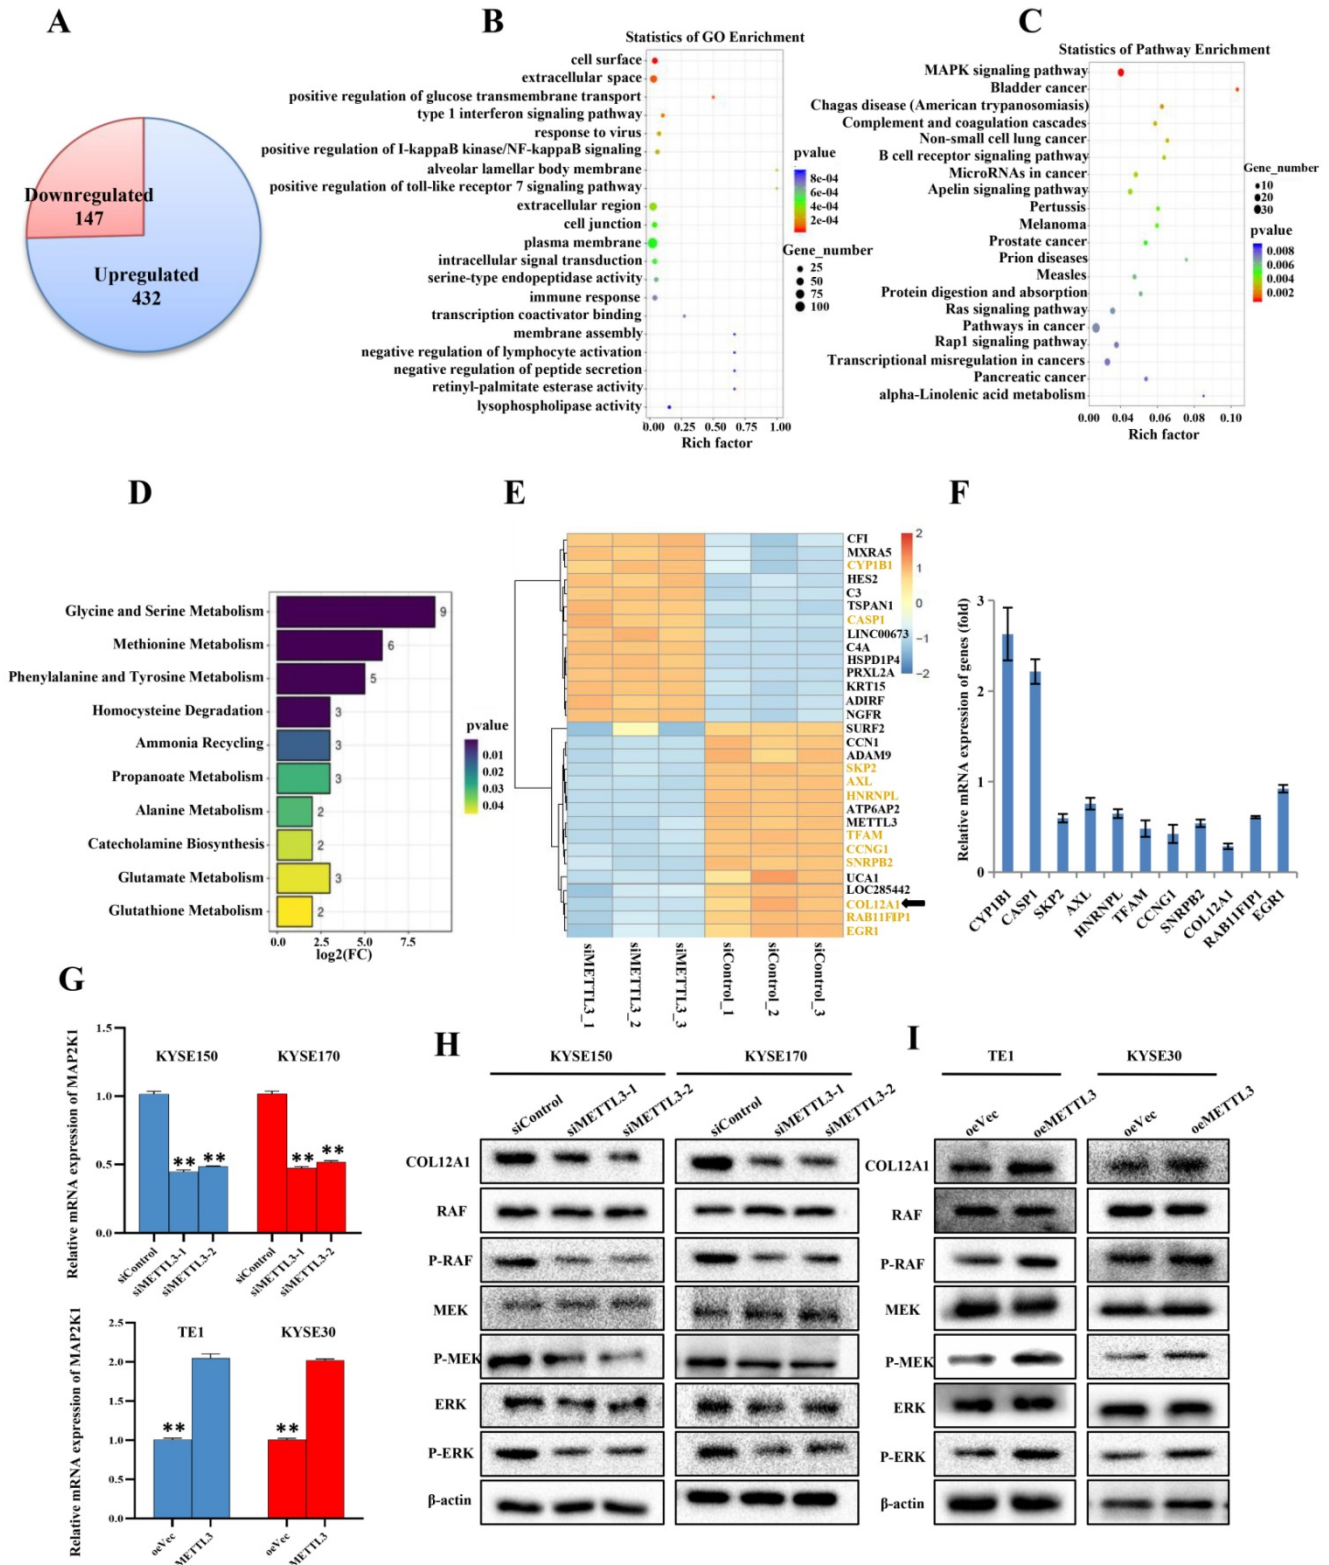 A
Downregulated
147
Upregulated
432
B
Statistics of GO Enrichment
cell surface
extracellular space
positive regulation of glucose transmembrane transport
type 1 interferon signaling pathway
response to virus
positive regulation of I-kappaB kinase/NF-kappaB signaling
alveolar lamellar body membrane
positive regulation of toll-like receptor 7 signaling pathway
extracellular region
cell junction
plasma membrane
intracellular signal transduction
serine-type endopeptidase activity
immune response
transcription coactivator binding
membrane assembly
negative regulation of lymphocyte activation
negative regulation of peptide secretion
retinyl-palmitate esterase activity
lysophospholipase activity
0.00 0.25 0.50 0.75 1.00
Rich factor
pvalue
8e-04
6e-04
4e-04
2e-04
Gene_number
25
50
75
100
C
Statistics of Pathway Enrichment
MAPK signaling pathway
Bladder cancer
Chagas disease (American trypanosomiasis)
Complement and coagulation cascades
Non-small cell lung cancer
B cell receptor signaling pathway
MicroRNAs in cancer
Apelin signaling pathway
Pertussis
Melanoma
Prostate cancer
Prion diseases
Measles
Protein digestion and absorption
Ras signaling pathway
Pathways in cancer
Rap1 signaling pathway
Transcriptional misregulation in cancers
Pancreatic cancer
alpha-Linolenic acid metabolism
0.00 0.04 0.06 0.08 0.10
Rich factor
Gene_number
10
20
30
pvalue
0.008
0.006
0.004
0.002
D
Glycine and Serine Metabolism 9
Methionine Metabolism 6
Phenylalanine and Tyrosine Metabolism 5
Homocysteine Degradation 3
Ammonia Recycling 3
Propanoate Metabolism 3
Alanine Metabolism 2
Catecholamine Biosynthesis 2
Glutamate Metabolism 3
Glutathione Metabolism 2
0.0 2.5 5.0 7.5
log2(FC)
pvalue
0.01
0.02
0.03
0.04
E
CFI
MXRA5
CYP1B1
HES2
C3
TSPAN1
CASP1
LINC00673
C4A
HSPD1P4
PRXL2A
KRT15
ADIRF
NGFR
SURF2
CCN1
ADAM9
SKP2
AXL
HNRNPL
ATP6AP2
METTL3
TFAM
CCNG1
SNRPB2
UCA1
LOC285442
COL12A1
RAB11FIP1
EGR1
2
1
0
−1
−2
siMETTL3_1
siMETTL3_2
siMETTL3_3
siControl_1
siControl_2
siControl_3
F
Relative mRNA expression of genes (fold)
3
2
1
0
CYP1B1
CASP1
SKP2
AXL
HNRNPL
TFAM
CCNG1
SNRPB2
COL12A1
RAB11FIP1
EGR1
G
Relative mRNA expression of MAP2K1
1.5
1.0
0.5
0.0
KYSE150 KYSE170
** ** ** **
siControl
siMETTL3-1
siMETTL3-2
siControl
siMETTL3-1
siMETTL3-2
Relative mRNA expression of MAP2K1
2.5
2.0
1.5
1.0
0.5
0.0
TE1 KYSE30
** **
oeVec
METTL3
oeVec
METTL3
H
KYSE150 KYSE170
siControl siMETTL3-1 siMETTL3-2 siControl siMETTL3-1 siMETTL3-2
COL12A1
RAF
P-RAF
MEK
P-MEK
ERK
P-ERK
β-actin
I
TE1 KYSE30
oeVec oeMETTL3 oeVec oeMETTL3
COL12A1
RAF
P-RAF
MEK
P-MEK
ERK
P-ERK
β-actin